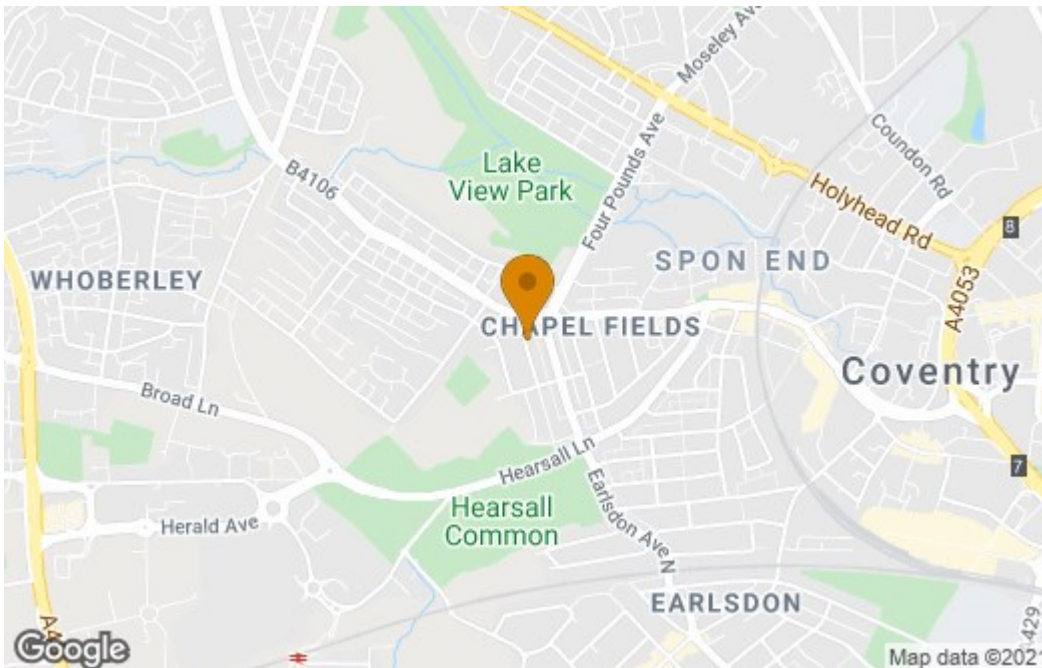 Moseley Ave
Coundon Rd
Four Pounds Ave
Lake
View Park
B4106
Holyhead Rd
8
SPON END
WHOBERLEY
A4053
CHAPEL FIELDS
Coventry
Broad Ln
Hearsall Ln
7
Earlsdon Ave N
Hearsall
Common
Herald Ave
EARLSDON
Google
Map data ©202